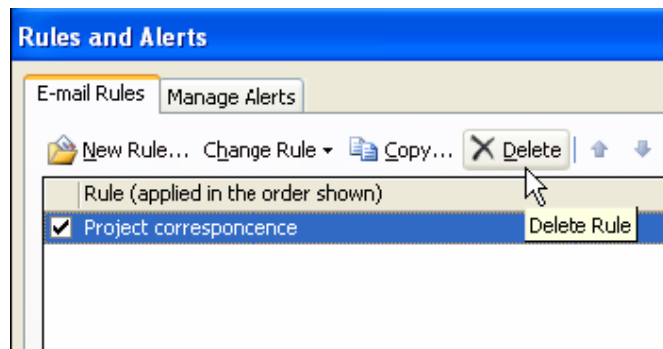 Rules and Alerts
E-mail Rules Manage Alerts
New Rule... Change Rule Copy... Delete
Rule (applied in the order shown)
Project corresponcence
Delete Rule